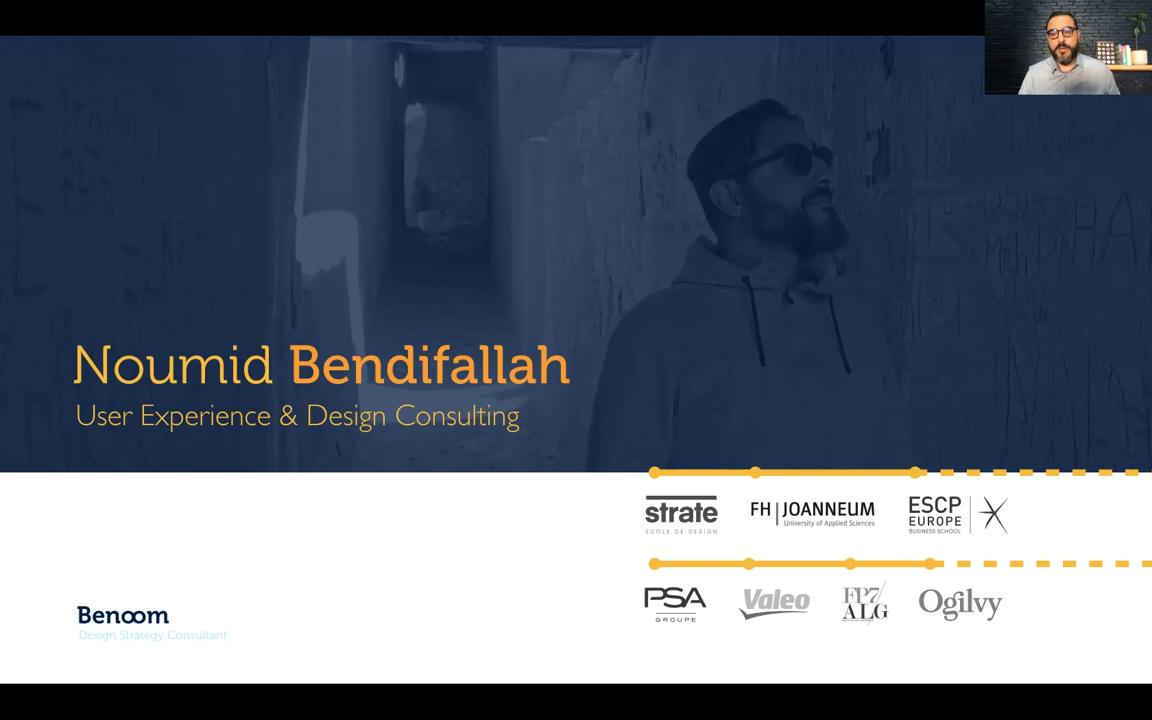 Noumid Bendifallah
User Experience & Design Consulting
strate
ECOLE DE DESIGN
FH | JOANNEUM
University of Applied Sciences
ESCP
EUROPE
BUSINESS SCHOOL
PSA
GROUPE
Valeo
FP7/
ALG
Ogilvy
Benoom
Design Strategy Consultant